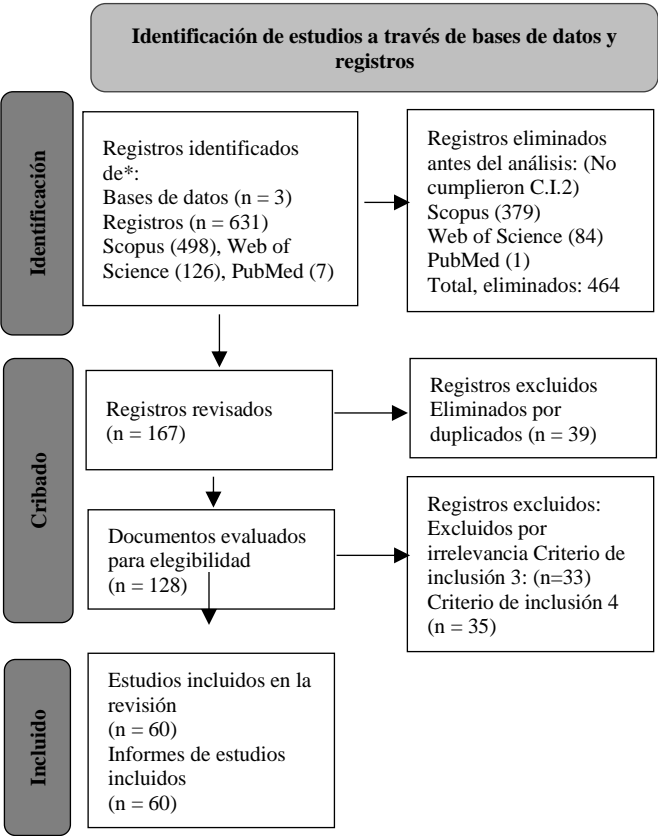 Identificación de estudios a través de bases de datos y
registros
Identificación
Registros identificados
de*:
Bases de datos (n = 3)
Registros (n = 631)
Scopus (498), Web of
Science (126), PubMed (7)
Registros eliminados
antes del análisis: (No
cumplieron C.I.2)
Scopus (379)
Web of Science (84)
PubMed (1)
Total, eliminados: 464
Cribado
Registros revisados
(n = 167)
Registros excluidos
Eliminados por
duplicados (n = 39)
Documentos evaluados
para elegibilidad
(n = 128)
Registros excluidos:
Excluidos por
irrelevancia Criterio de
inclusión 3: (n=33)
Criterio de inclusión 4
(n = 35)
Incluido
Estudios incluidos en la
revisión
(n = 60)
Informes de estudios
incluidos
(n = 60)